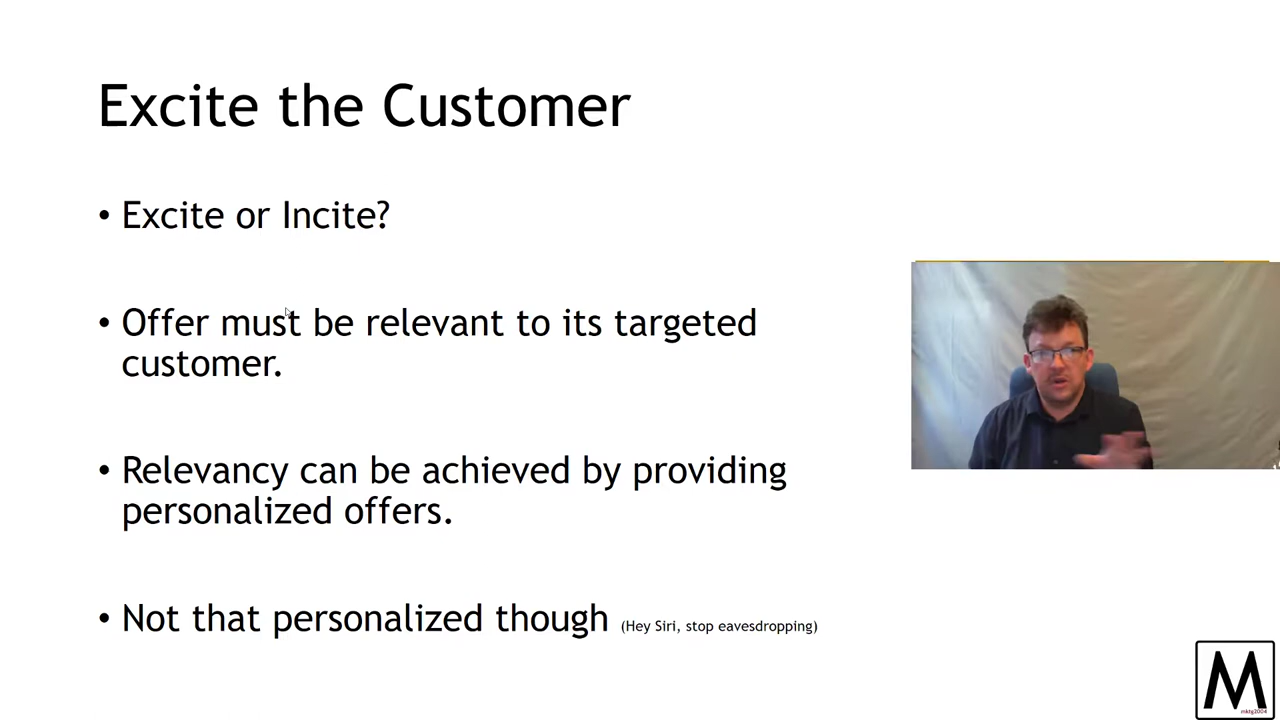 Excite the Customer
• Excite or Incite?
• Offer must be relevant to its targeted
customer.
• Relevancy can be achieved by providing
personalized offers.
• Not that personalized though (Hey Siri, stop eavesdropping)
M
mktg2004